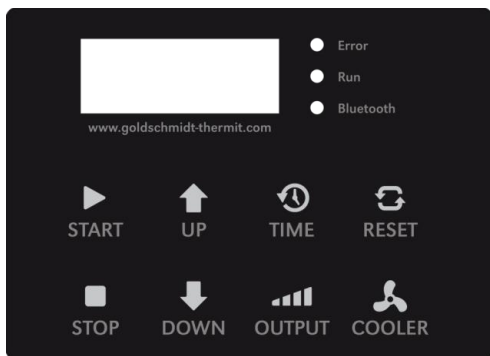 Error
Run
Bluetooth
www.goldschmidt-thermit.com
START UP TIME RESET
STOP DOWN OUTPUT COOLER